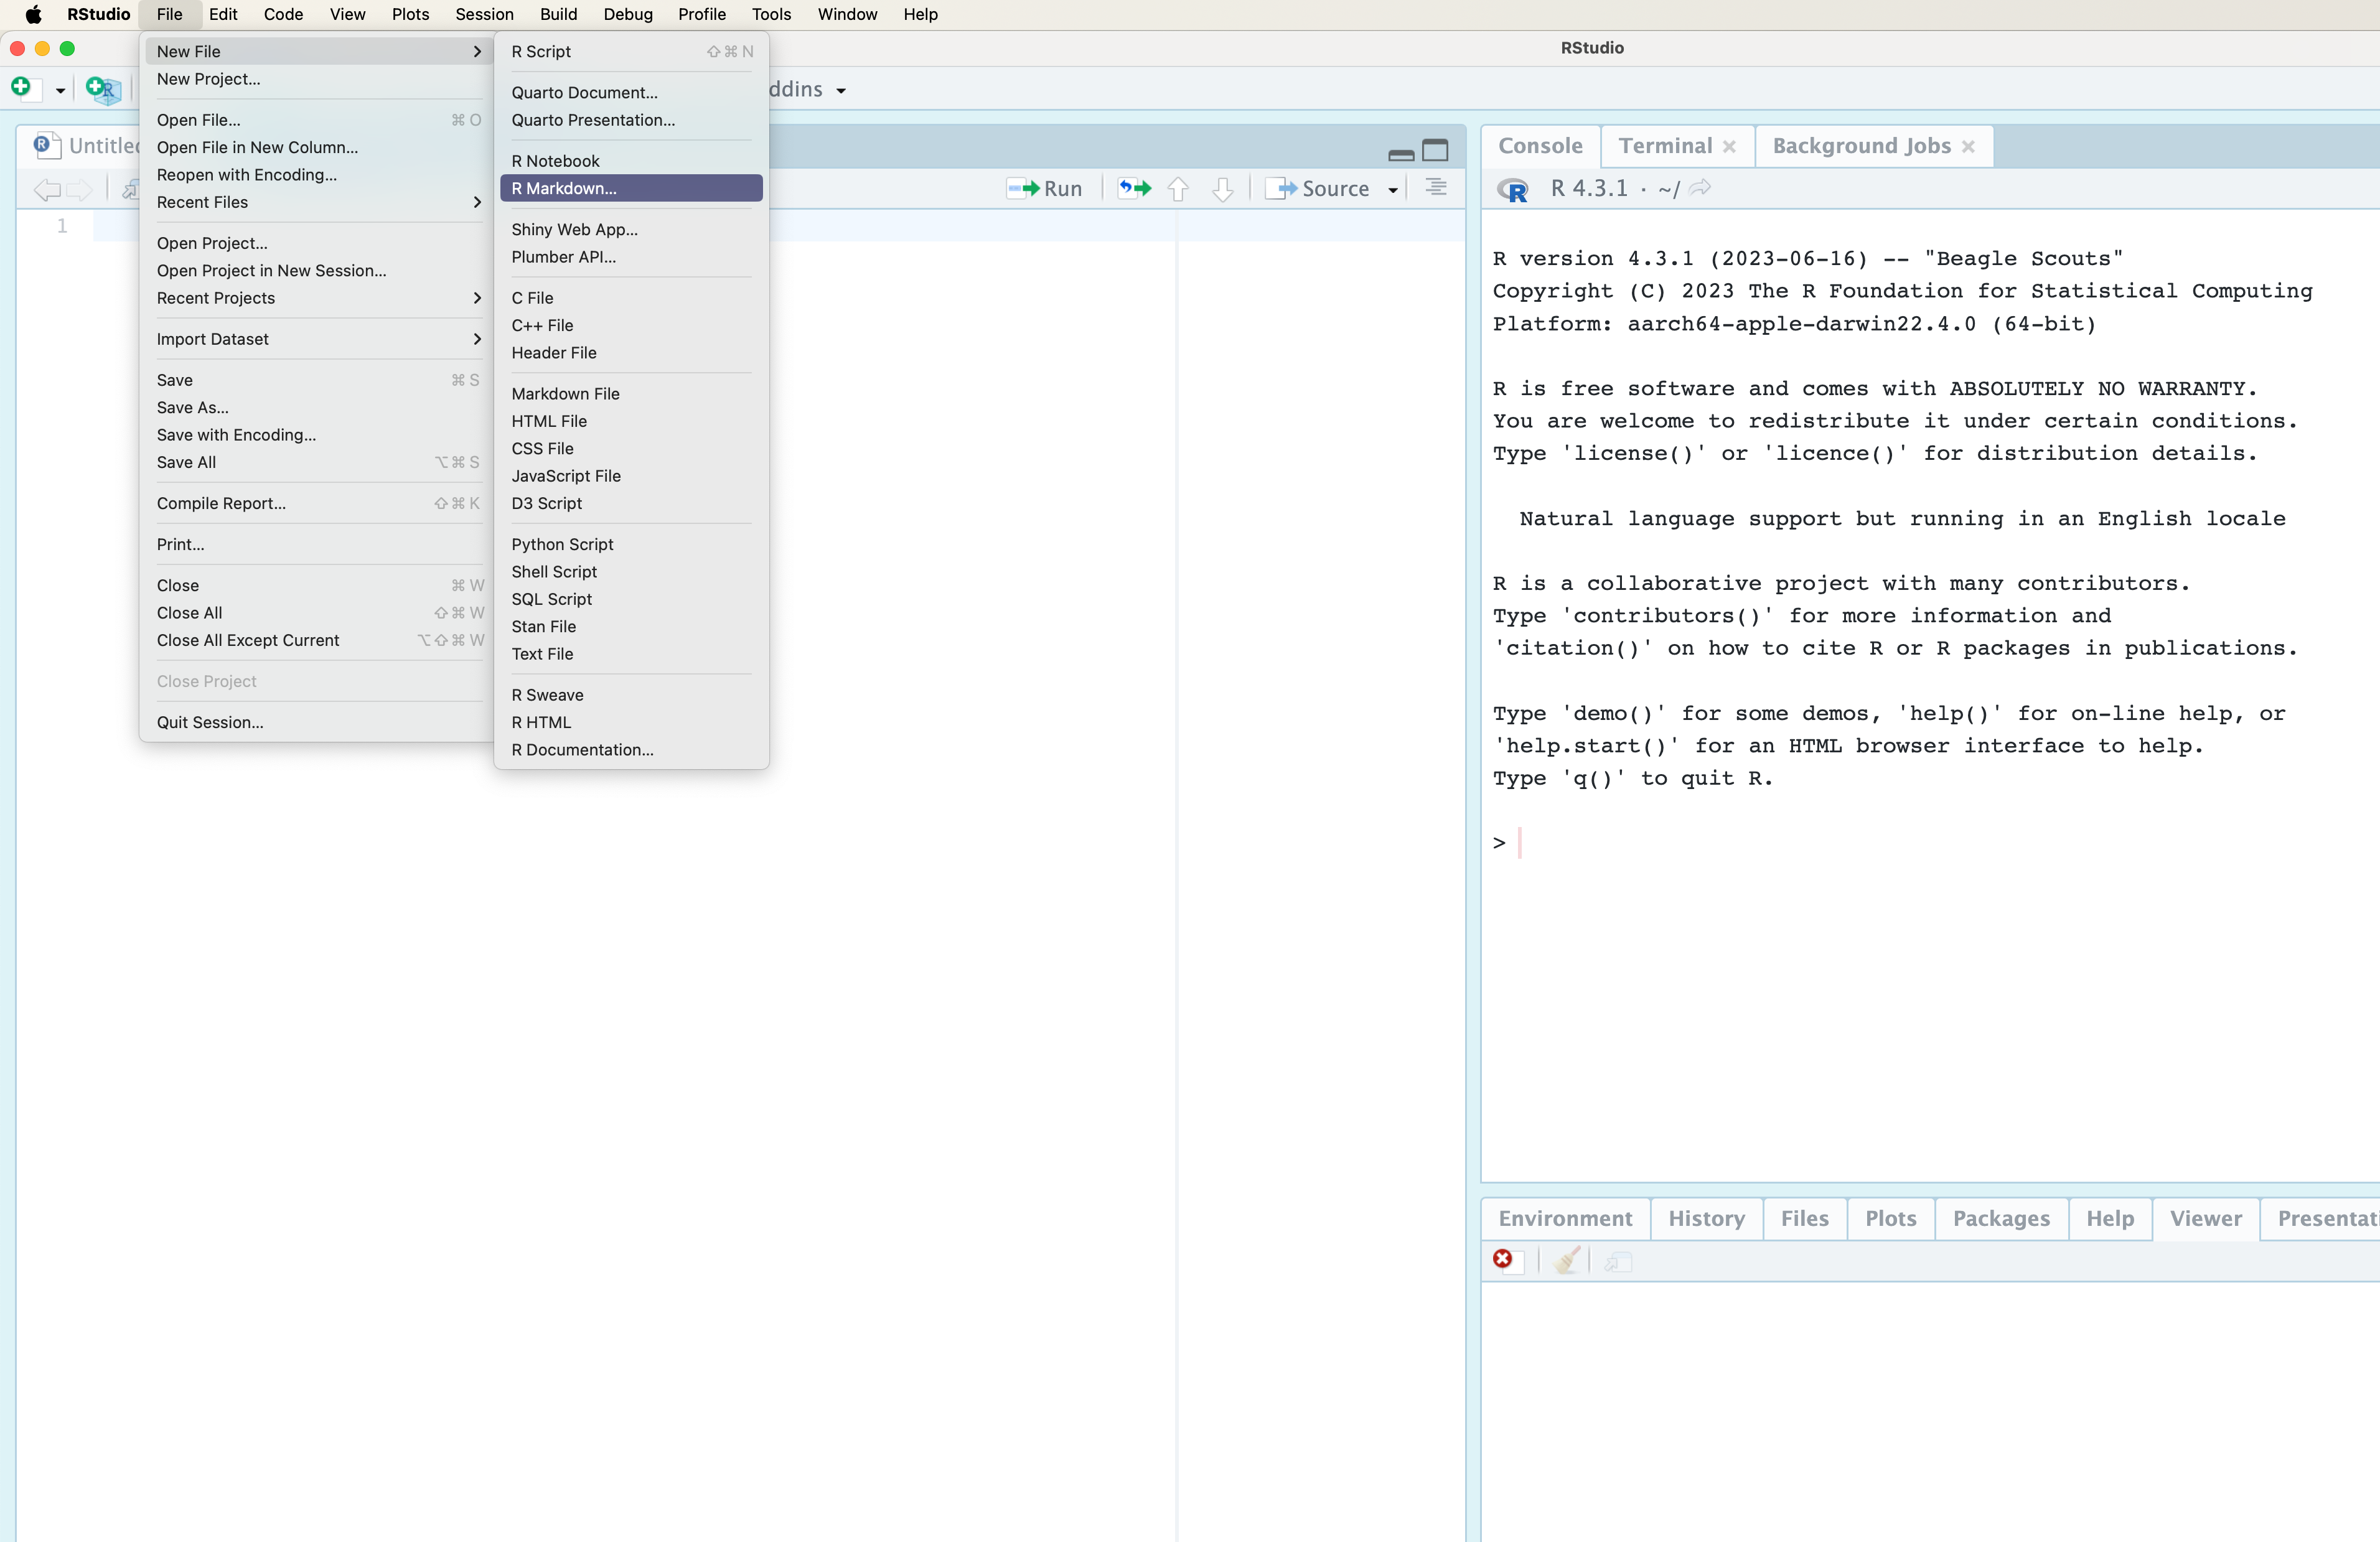 RStudio File Edit Code View Plots Session Build Debug Profile Tools Window Help
RStudio
ddins
New File
New Project...
Open File... ⌘ O
Open File in New Column...
Reopen with Encoding...
Recent Files
Open Project...
Open Project in New Session...
Recent Projects
Import Dataset
Save ⌘ S
Save As...
Save with Encoding...
Save All ⌥ ⌘ S
Compile Report... ⇧ ⌘ K
Print...
Close ⌘ W
Close All ⇧ ⌘ W
Close All Except Current ⌥ ⇧ ⌘ W
Close Project
Quit Session...
R Script ⇧ ⌘ N
Quarto Document...
Quarto Presentation...
R Notebook
R Markdown...
Shiny Web App...
Plumber API...
C File
C++ File
Header File
Markdown File
HTML File
CSS File
JavaScript File
D3 Script
Python Script
Shell Script
SQL Script
Stan File
Text File
R Sweave
R HTML
R Documentation...
Untitled
Run Source
1
Console Terminal Background Jobs
R 4.3.1 · ~/
R version 4.3.1 (2023-06-16) -- "Beagle Scouts"
Copyright (C) 2023 The R Foundation for Statistical Computing
Platform: aarch64-apple-darwin22.4.0 (64-bit)
R is free software and comes with ABSOLUTELY NO WARRANTY.
You are welcome to redistribute it under certain conditions.
Type 'license()' or 'licence()' for distribution details.
Natural language support but running in an English locale
R is a collaborative project with many contributors.
Type 'contributors()' for more information and
'citation()' on how to cite R or R packages in publications.
Type 'demo()' for some demos, 'help()' for on-line help, or
'help.start()' for an HTML browser interface to help.
Type 'q()' to quit R.
>
Environment History Files Plots Packages Help Viewer Presentati